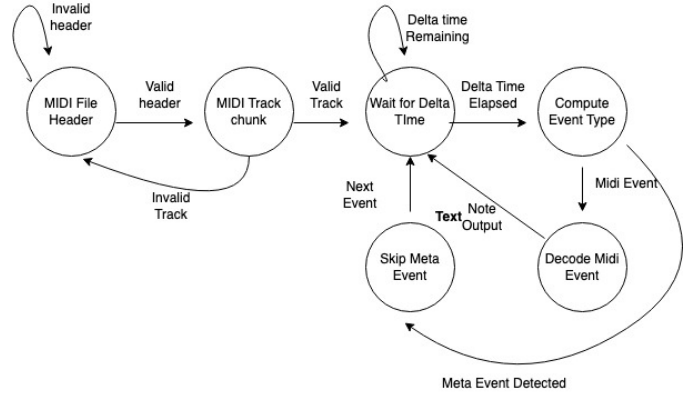 Invalid
header
Delta time
Remaining
MIDI File
Header
Valid
header
MIDI Track
chunk
Valid
Track
Wait for Delta
TIme
Delta Time
Elapsed
Compute
Event Type
Invalid
Track
Next
Event
Text
Note
Output
Midi Event
Skip Meta
Event
Decode Midi
Event
Meta Event Detected